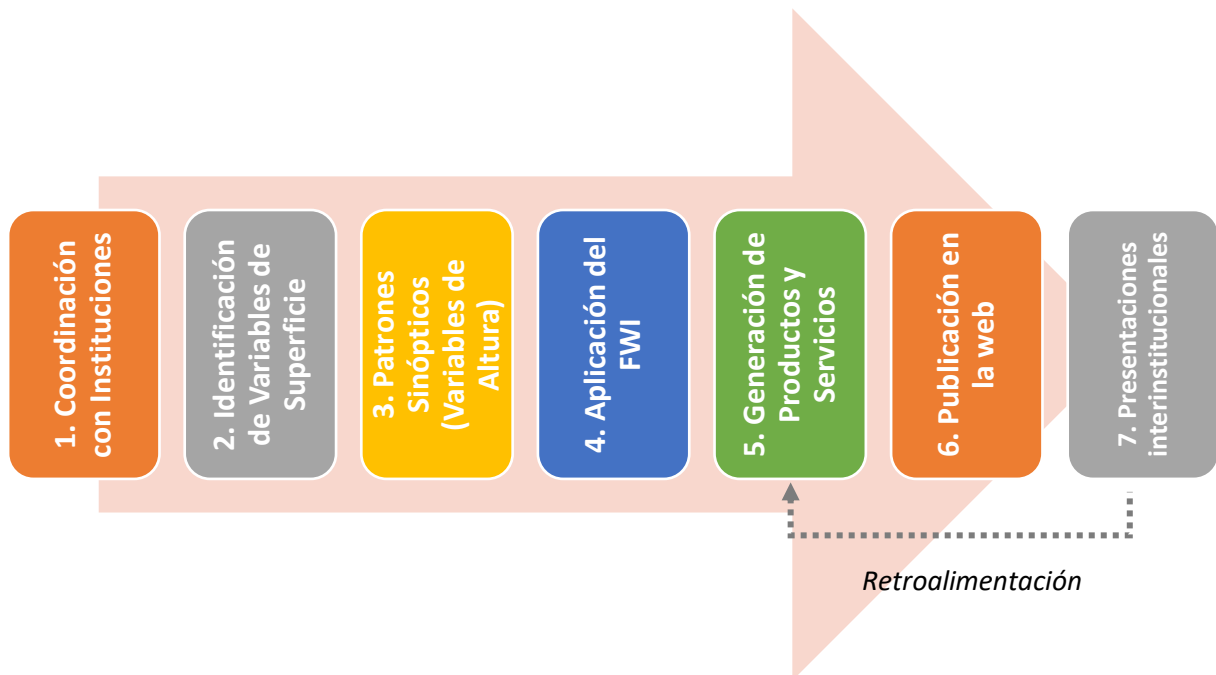 1. Coordinación
con Instituciones
2. Identificación
de Variables de
Superficie
3. Patrones
Sinópticos
(Variables de
Altura)
4. Aplicación del
FWI
5. Generación de
Productos y
Servicios
6. Publicación en
la web
7. Presentaciones
interinstitucionales
Retroalimentación